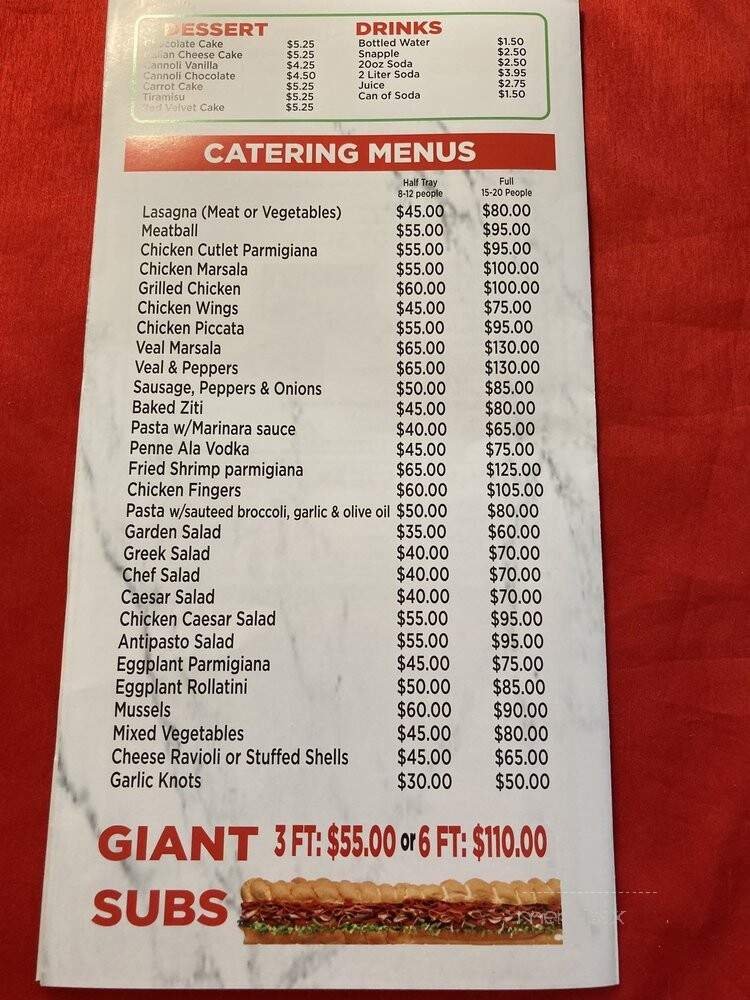 DESSERT
Chocolate Cake $5.25
Italian Cheese Cake $5.25
Cannoli Vanilla $4.25
Cannoli Chocolate $4.50
Carrot Cake $5.25
Tiramisu $5.25
Red Velvet Cake $5.25
DRINKS
Bottled Water $1.50
Snapple $2.50
20oz Soda $2.50
2 Liter Soda $3.95
Juice $2.75
Can of Soda $1.50
CATERING MENUS
Half Tray Full
8-12 people 15-20 People
Lasagna (Meat or Vegetables) $45.00 $80.00
Meatball $55.00 $95.00
Chicken Cutlet Parmigiana $55.00 $95.00
Chicken Marsala $55.00 $100.00
Grilled Chicken $60.00 $100.00
Chicken Wings $45.00 $75.00
Chicken Piccata $55.00 $95.00
Veal Marsala $65.00 $130.00
Veal & Peppers $65.00 $130.00
Sausage, Peppers & Onions $50.00 $85.00
Baked Ziti $45.00 $80.00
Pasta w/Marinara sauce $40.00 $65.00
Penne Ala Vodka $45.00 $75.00
Fried Shrimp parmigiana $65.00 $125.00
Chicken Fingers $60.00 $105.00
Pasta w/sauteed broccoli, garlic & olive oil $50.00 $80.00
Garden Salad $35.00 $60.00
Greek Salad $40.00 $70.00
Chef Salad $40.00 $70.00
Caesar Salad $40.00 $70.00
Chicken Caesar Salad $55.00 $95.00
Antipasto Salad $55.00 $95.00
Eggplant Parmigiana $45.00 $75.00
Eggplant Rollatini $50.00 $85.00
Mussels $60.00 $90.00
Mixed Vegetables $45.00 $80.00
Cheese Ravioli or Stuffed Shells $45.00 $65.00
Garlic Knots $30.00 $50.00
GIANT 3 FT: $55.00 or 6 FT: $110.00
SUBS